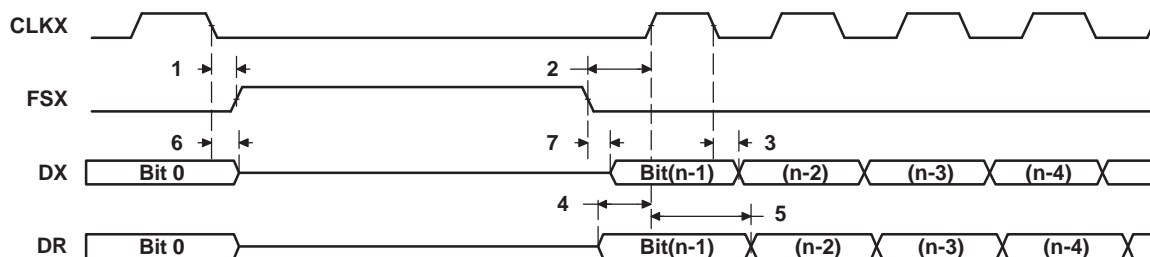 CLKX
1 2
FSX
6 7 3
DX Bit 0 Bit(n-1) (n-2) (n-3) (n-4)
4 5
DR Bit 0 Bit(n-1) (n-2) (n-3) (n-4)